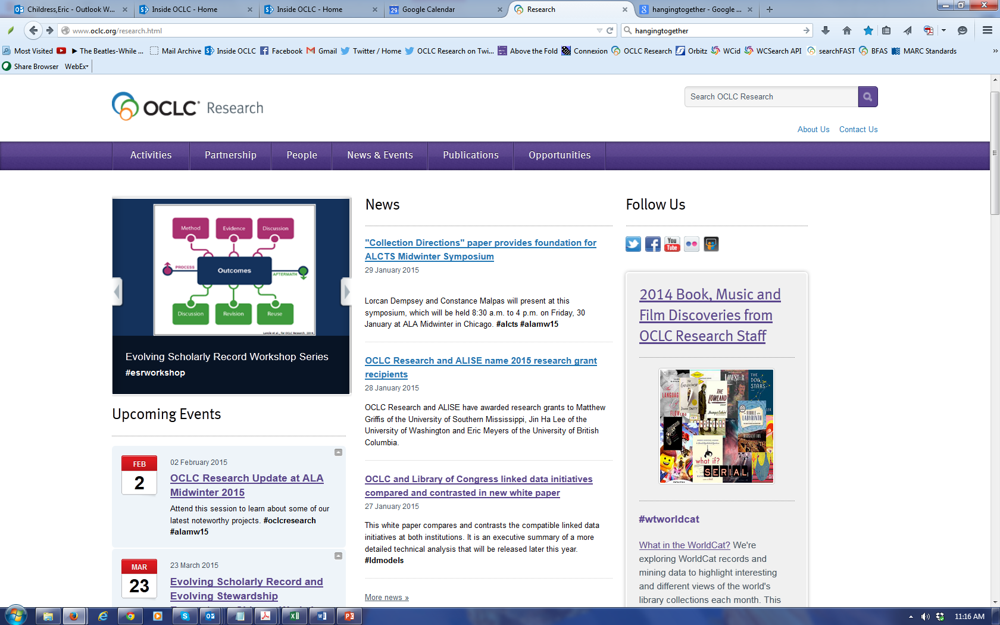 Childress,Eric - Outlook W...
Inside OCLC - Home
Inside OCLC - Home
29 Google Calendar
Research
hangingtogether - Google ...
www.oclc.org/research.html
hangingtogether
Most Visited
▶ The Beatles-While ...
Mail Archive
Inside OCLC
Facebook
Gmail
Twitter / Home
OCLC Research on Twi...
Above the Fold
Connexion
OCLC Research
Orbitz
WCid
WCSearch API
searchFAST
BFAS
MARC Standards
»
Share Browser
WebEx
OCLC Research
Search OCLC Research
About Us
Contact Us
Activities
Partnership
People
News & Events
Publications
Opportunities
Method
Evidence
Discussion
PROCESS
Outcomes
AFTERMATH
Discussion
Revision
Reuse
Evolving Scholarly Record Workshop Series
#esrworkshop
Upcoming Events
FEB
2
02 February 2015
OCLC Research Update at ALA
Midwinter 2015
Attend this session to learn about some of our
latest noteworthy projects. #oclcresearch
#alamw15
MAR
23
23 March 2015
Evolving Scholarly Record and
Evolving Stewardship
News
"Collection Directions" paper provides foundation for
ALCTS Midwinter Symposium
29 January 2015
Lorcan Dempsey and Constance Malpas will present at this
symposium, which will be held 8:30 a.m. to 4 p.m. on Friday, 30
January at ALA Midwinter in Chicago. #alcts #alamw15
OCLC Research and ALISE name 2015 research grant
recipients
28 January 2015
OCLC Research and ALISE have awarded research grants to Matthew
Griffis of the University of Southern Mississippi, Jin Ha Lee of the
University of Washington and Eric Meyers of the University of British
Columbia.
OCLC and Library of Congress linked data initiatives
compared and contrasted in new white paper
27 January 2015
This white paper compares and contrasts the compatible linked data
initiatives at both institutions. It is an executive summary of a more
detailed technical analysis that will be released later this year.
#ldmodels
More news »
Follow Us
You
Tube
2014 Book, Music and
Film Discoveries from
OCLC Research Staff
THE
DOG
STARS
THE
LANGUAGE
OF
THE
LOWLAND
RIDDLE
LABYRINTH
MARGALIT FOX
what if?
SERIAL
#wtworldcat
What in the WorldCat? We're
exploring WorldCat records and
mining data to highlight interesting
and different views of the world's
library collections each month. This
11:16 AM